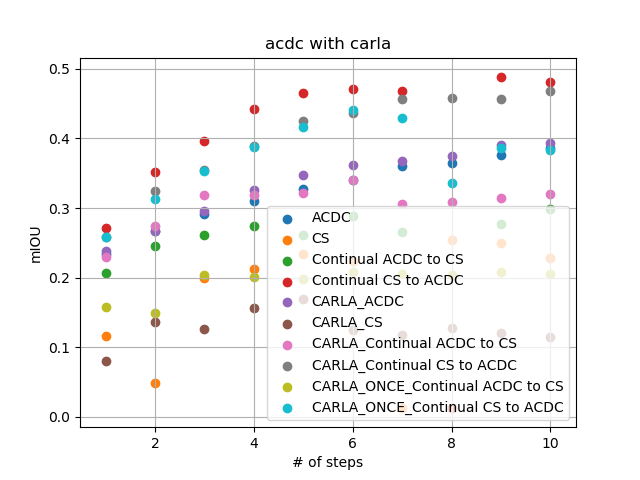 acdc with carla
mIOU
0.5
0.4
0.3
0.2
0.1
0.0
ACDC
CS
Continual ACDC to CS
Continual CS to ACDC
CARLA_ACDC
CARLA_CS
CARLA_Continual ACDC to CS
CARLA_Continual CS to ACDC
CARLA_ONCE_Continual ACDC to CS
CARLA_ONCE_Continual CS to ACDC
2 4 6 8 10
# of steps